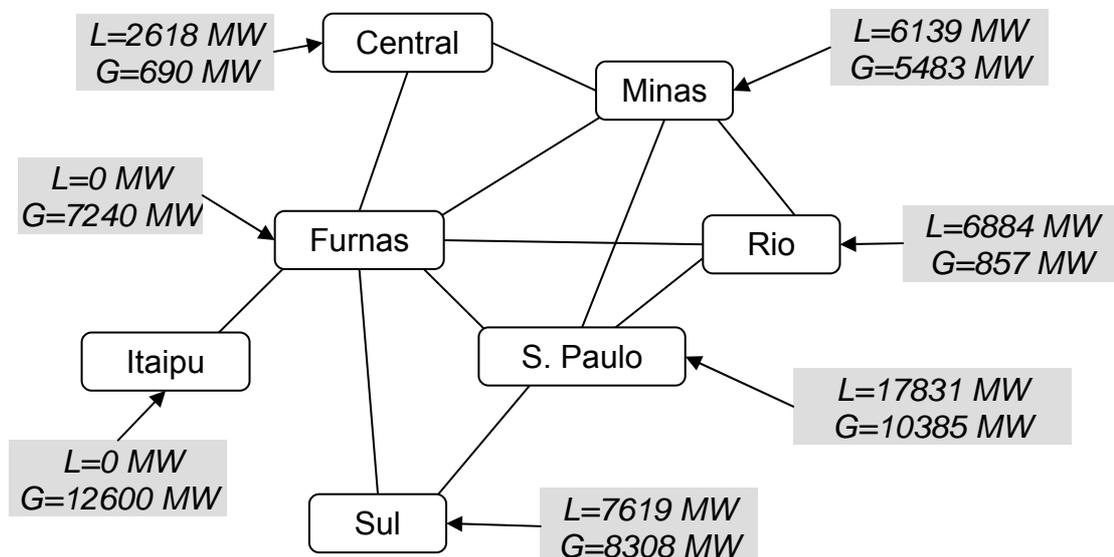 L=2618 MW
G=690 MW
Central
L=6139 MW
G=5483 MW
Minas
L=0 MW
G=7240 MW
Furnas
Rio
L=6884 MW
G=857 MW
Itaipu
S. Paulo
L=17831 MW
G=10385 MW
L=0 MW
G=12600 MW
Sul
L=7619 MW
G=8308 MW